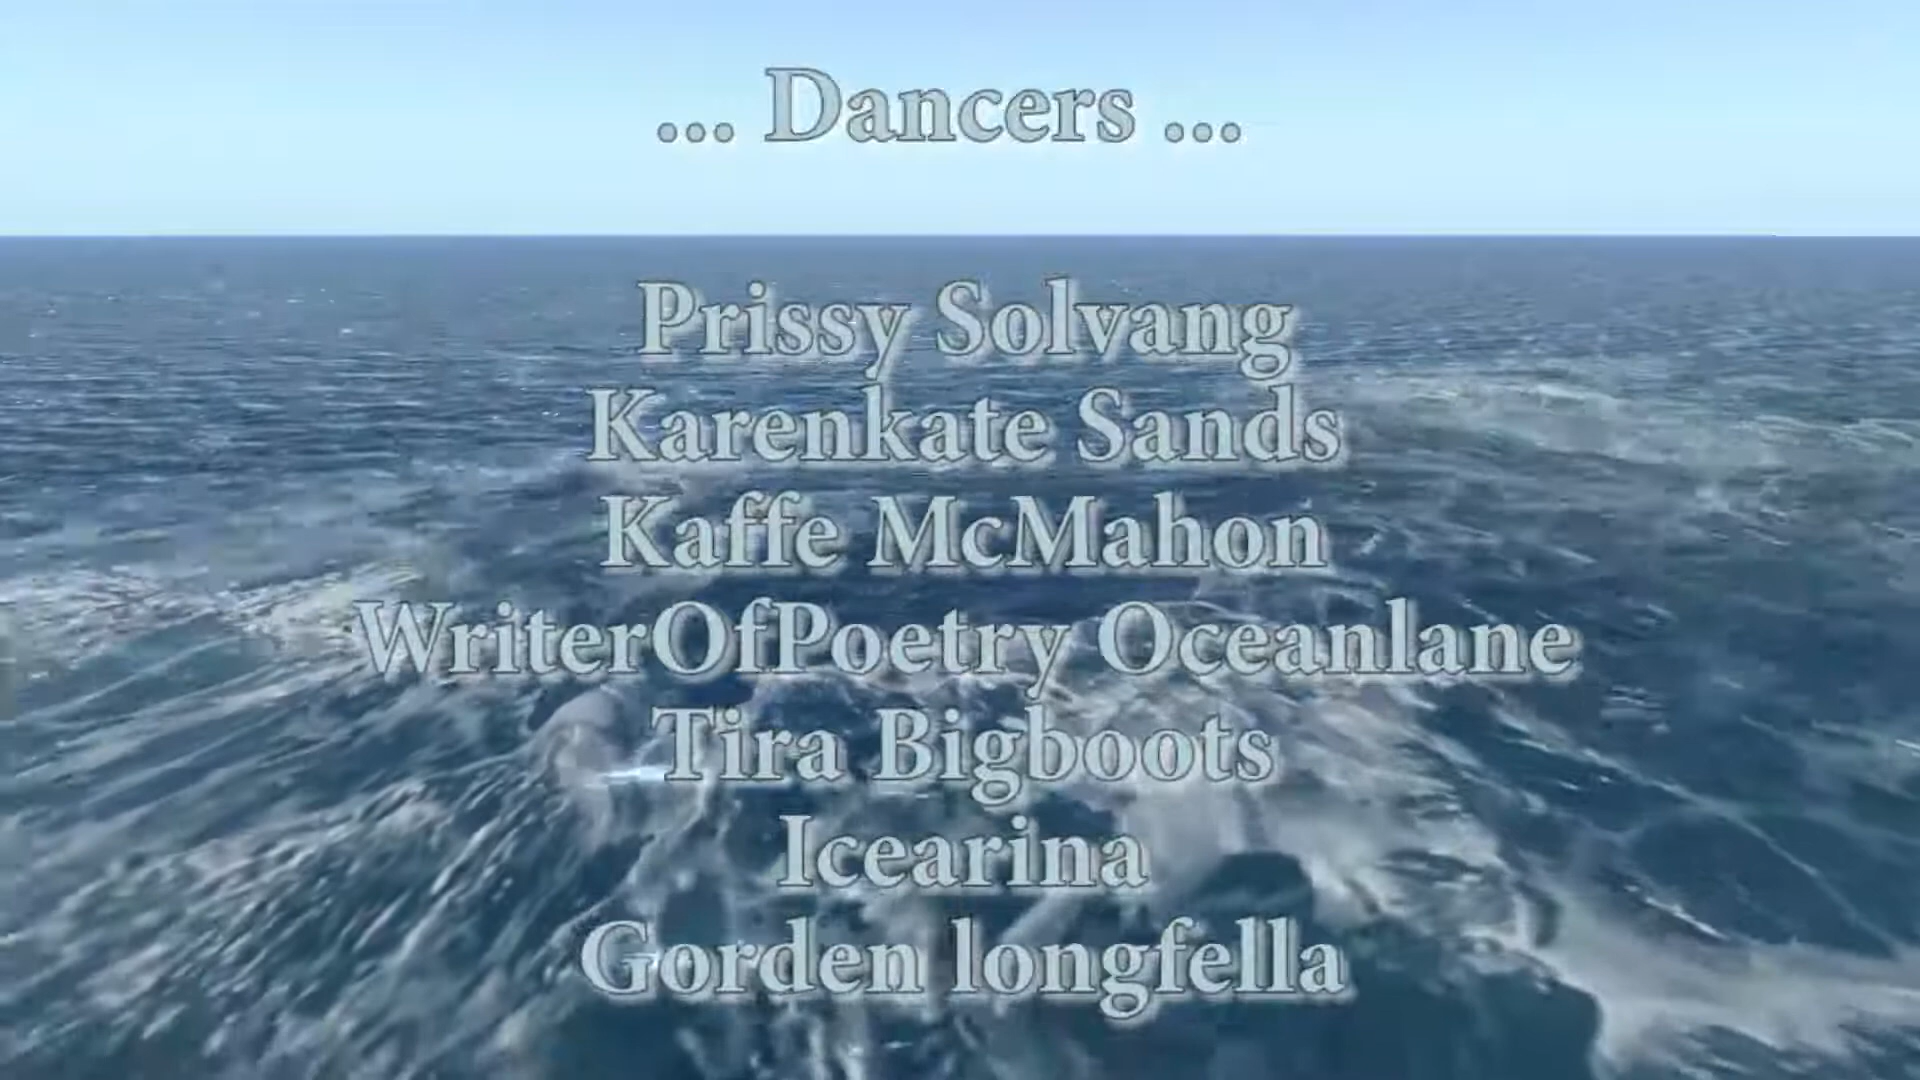 ... Dancers ...
Prissy Solvang
Karenkate Sands
Kaffe McMahon
WriterOfPoetry Oceanlane
Tira Bigboots
Icearina
Gorden longfella